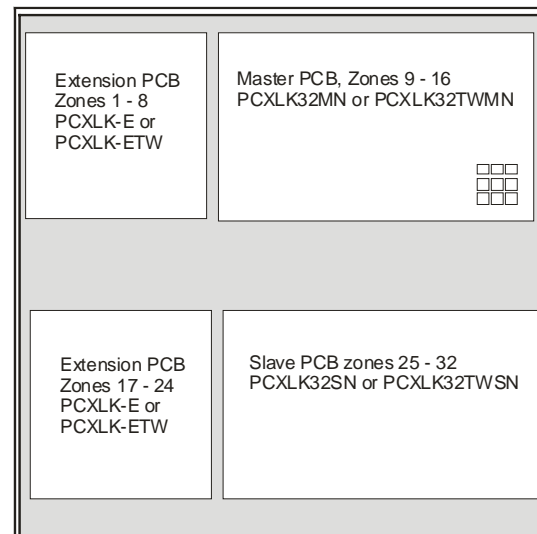 Extension PCB
Zones 1 - 8
PCXLK-E or
PCXLK-ETW
Master PCB, Zones 9 - 16
PCXLK32MN or PCXLK32TWMN
Extension PCB
Zones 17 - 24
PCXLK-E or
PCXLK-ETW
Slave PCB zones 25 - 32
PCXLK32SN or PCXLK32TWSN